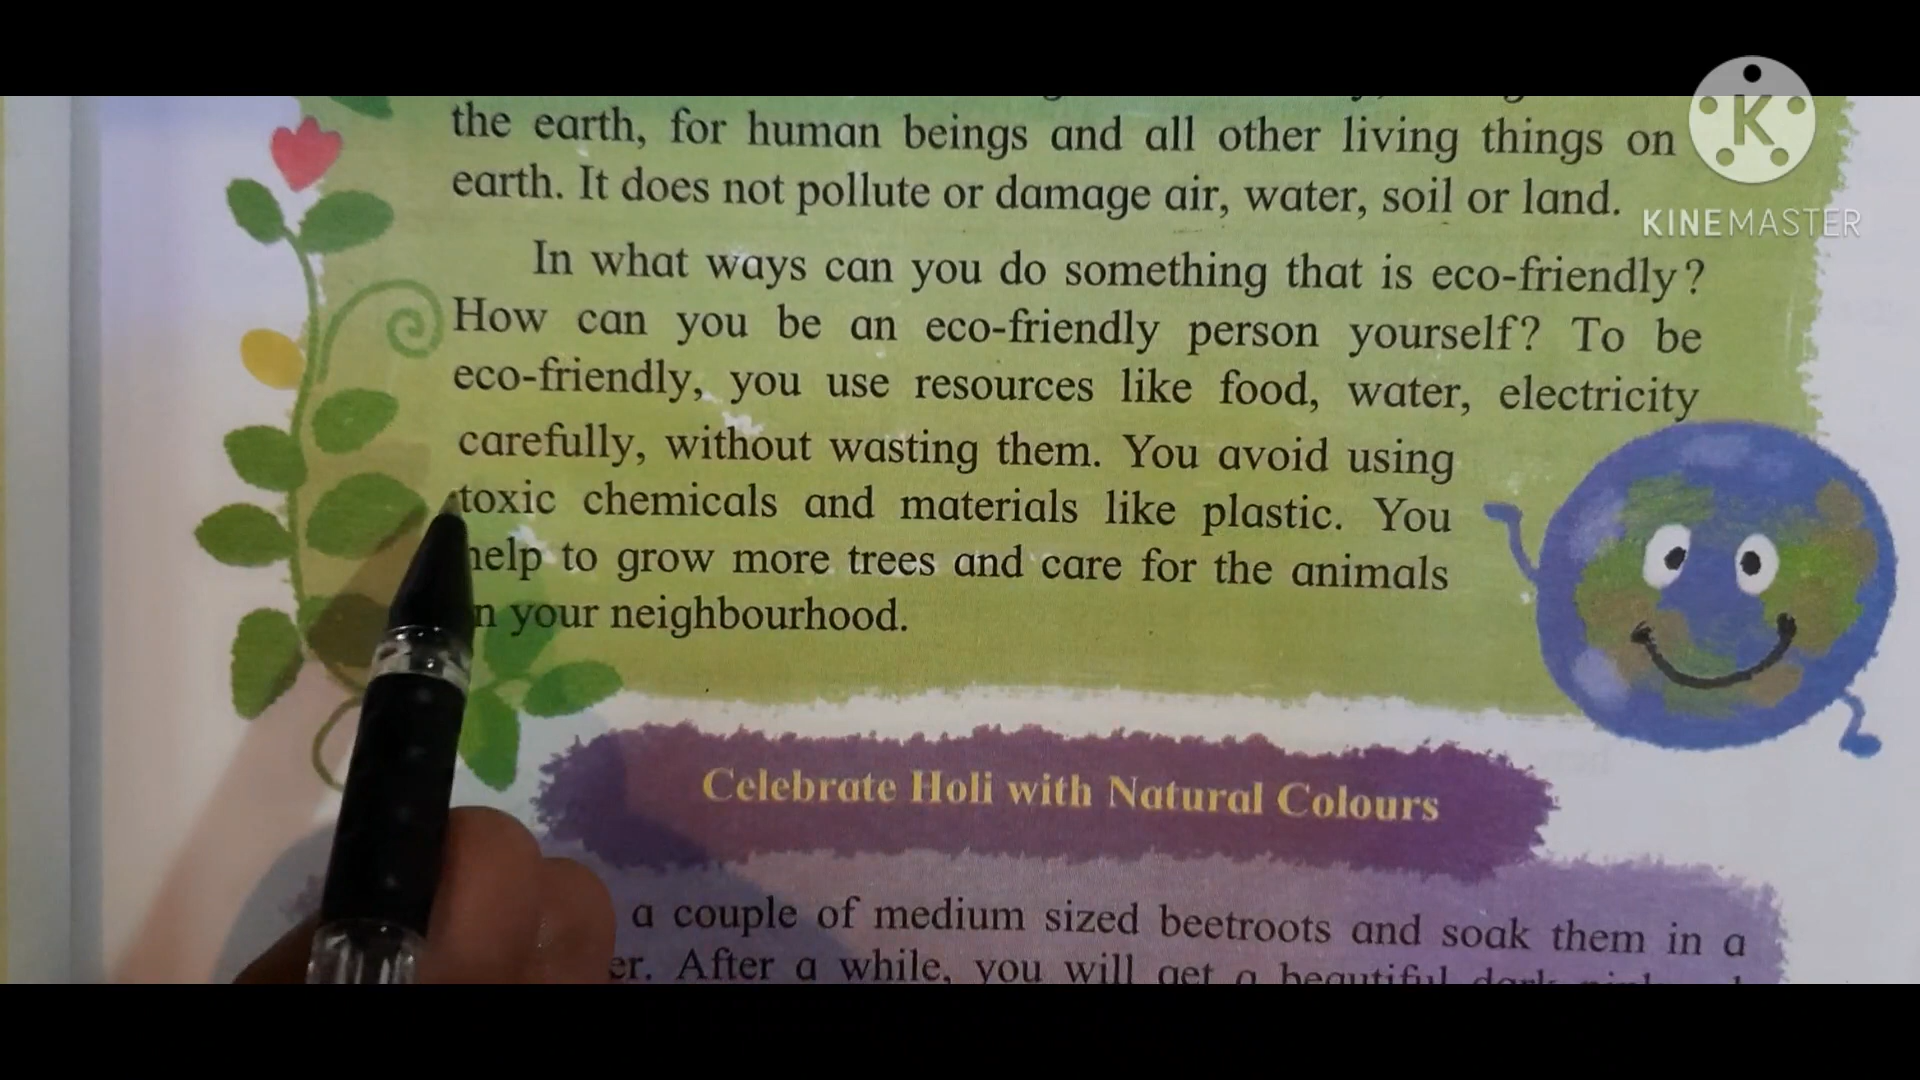 the earth, for human beings and all other living things on
earth. It does not pollute or damage air, water, soil or land.
In what ways can you do something that is eco-friendly?
How can you be an eco-friendly person yourself? To be
eco-friendly, you use resources like food, water, electricity
carefully, without wasting them. You avoid using
toxic chemicals and materials like plastic. You
help to grow more trees and care for the animals
n your neighbourhood.
Celebrate Holi with Natural Colours
a couple of medium sized beetroots and soak them in a
er. After a while, you will get a beautiful dark
K
KINEMASTER